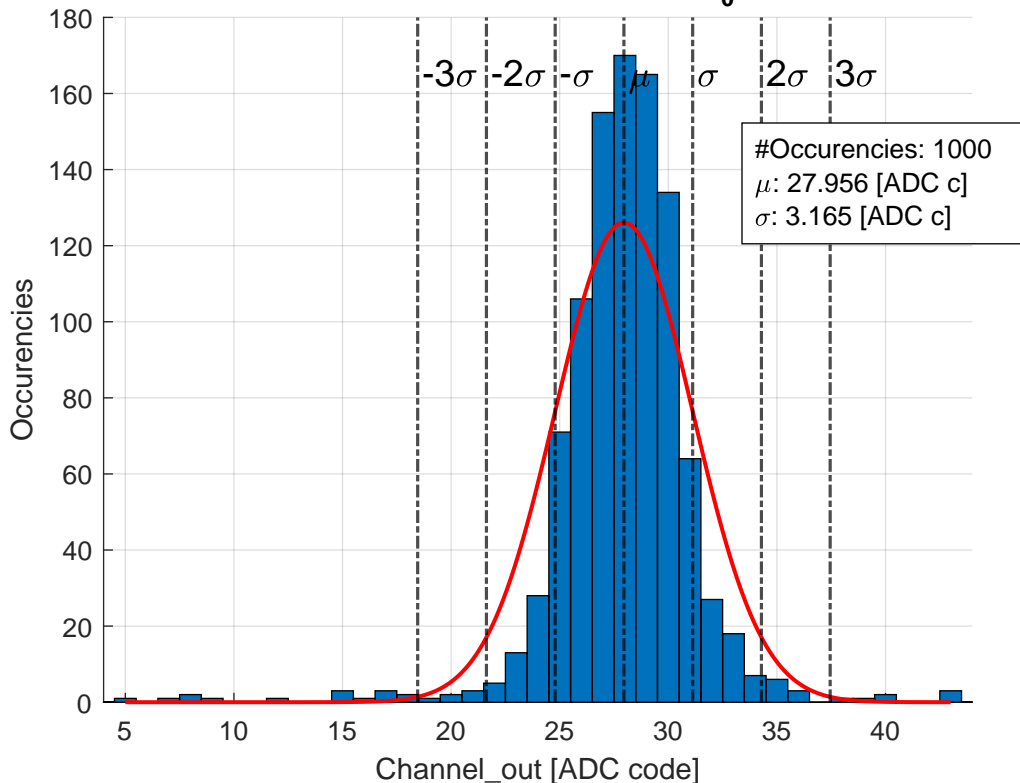 0
180
160
140
120
100
80
60
40
20
0
-3σ -2σ -σ μ σ 2σ 3σ
#Occurencies: 1000
μ: 27.956 [ADC c]
σ: 3.165 [ADC c]
Occurencies
5 10 15 20 25 30 35 40
Channel_out [ADC code]